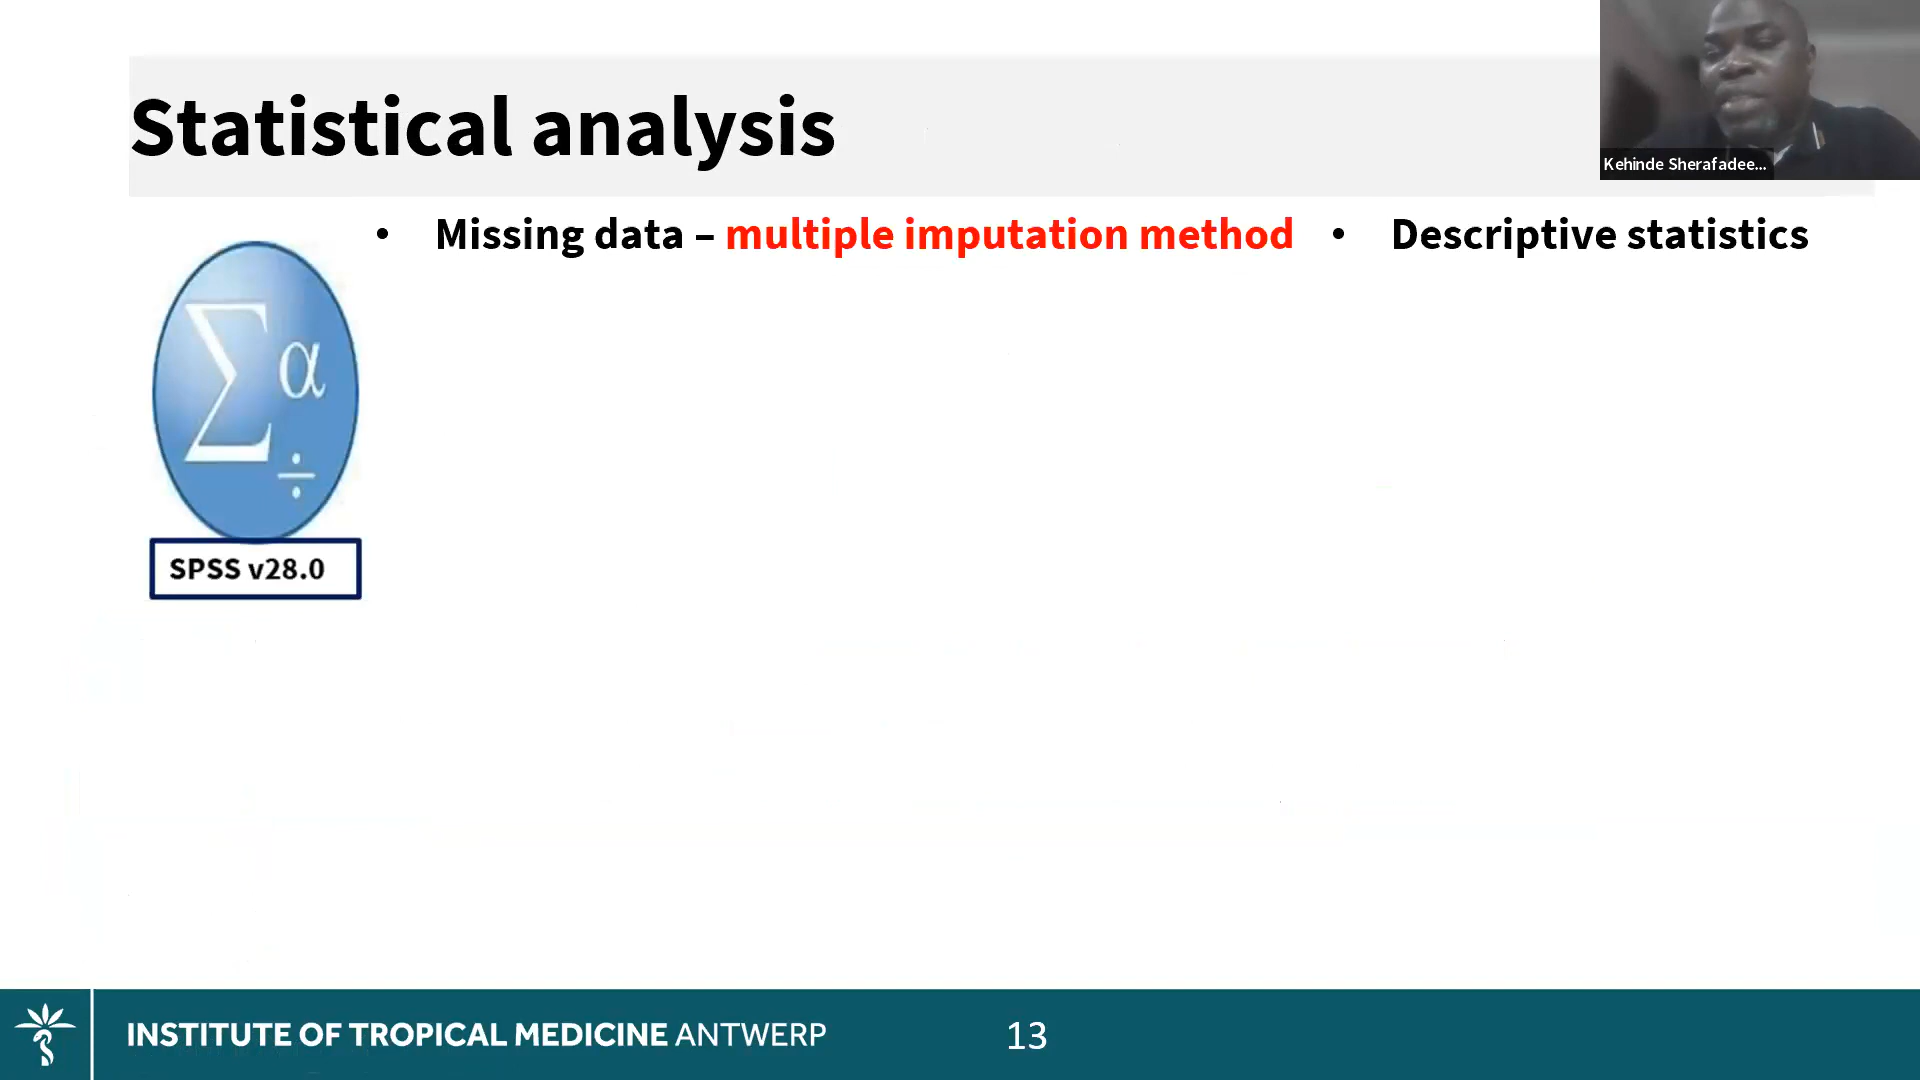 Statistical analysis
Kehinde Sherafadee...
• Missing data – multiple imputation method
• Descriptive statistics
Σ α ÷
SPSS v28.0
INSTITUTE OF TROPICAL MEDICINE ANTWERP
13